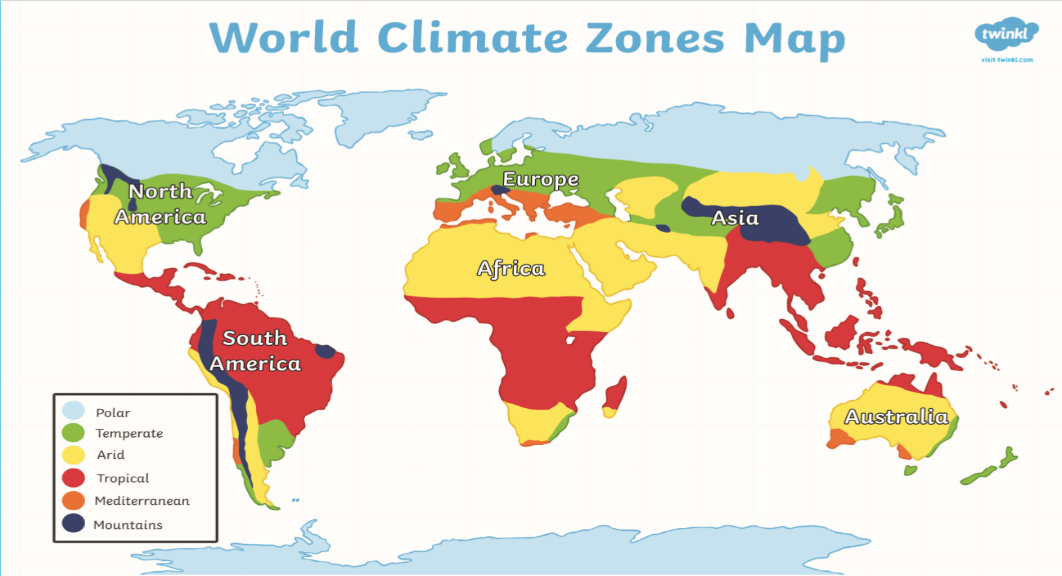 World Climate Zones Map
twinkl
visit twinkl.com
North
America
Europe
Asia
Africa
South
America
Australia
Polar
Temperate
Arid
Tropical
Mediterranean
Mountains